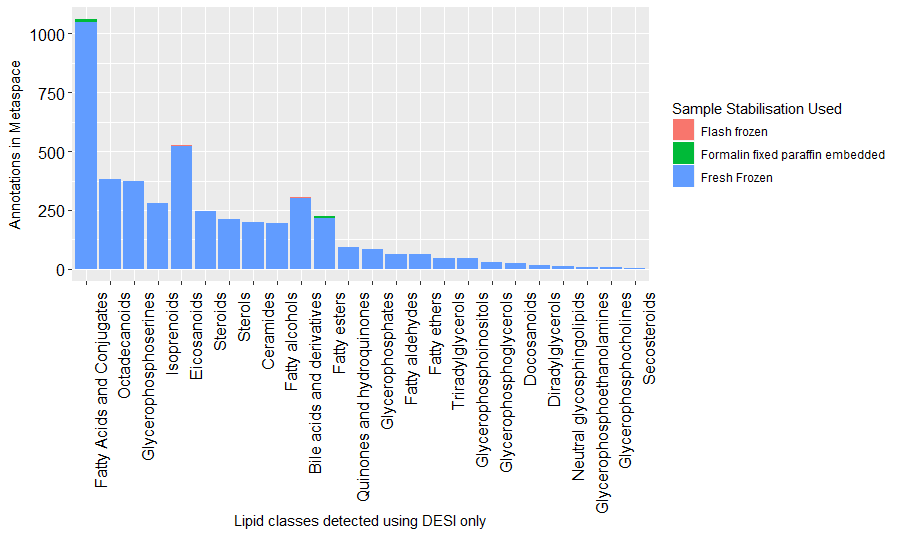 1000
750
500
250
0
Annotations in Metaspace
Fatty Acids and Conjugates
Octadecanoids
Glycerophosphoserines
Isoprenoids
Eicosanoids
Steroids
Sterols
Ceramides
Fatty alcohols
Bile acids and derivatives
Fatty esters
Quinones and hydroquinones
Glycerophosphates
Fatty aldehydes
Fatty ethers
Triradylglycerols
Glycerophosphoinositols
Glycerophosphoglycerols
Docosanoids
Diradylglycerols
Neutral glycosphingolipids
Glycerophosphoethanolamines
Glycerophosphocholines
Secosteroids
Lipid classes detected using DESI only
Sample Stabilisation Used
Flash frozen
Formalin fixed paraffin embedded
Fresh Frozen